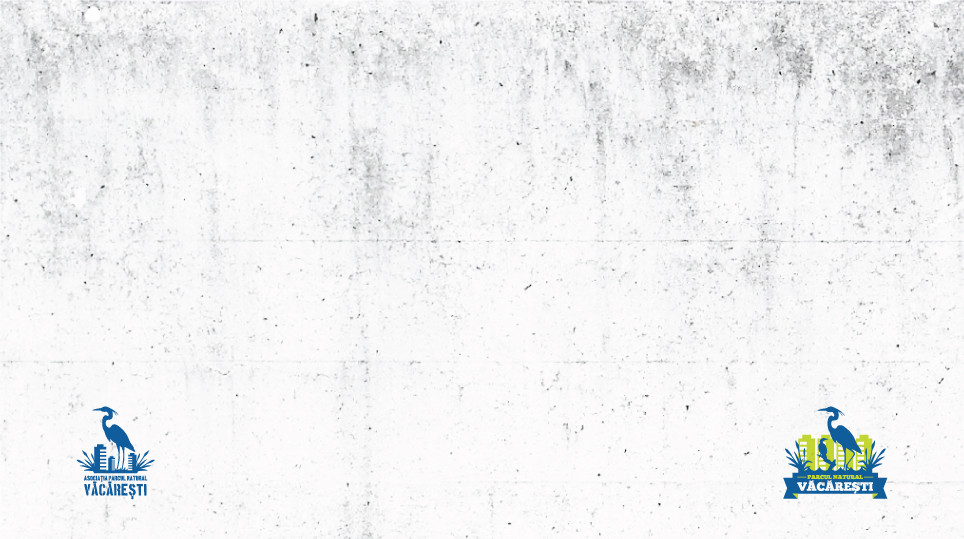 ASOCIAȚIA PARCUL NATURAL
VĂCĂREȘTI
PARCUL NATURAL
VĂCĂREȘTI